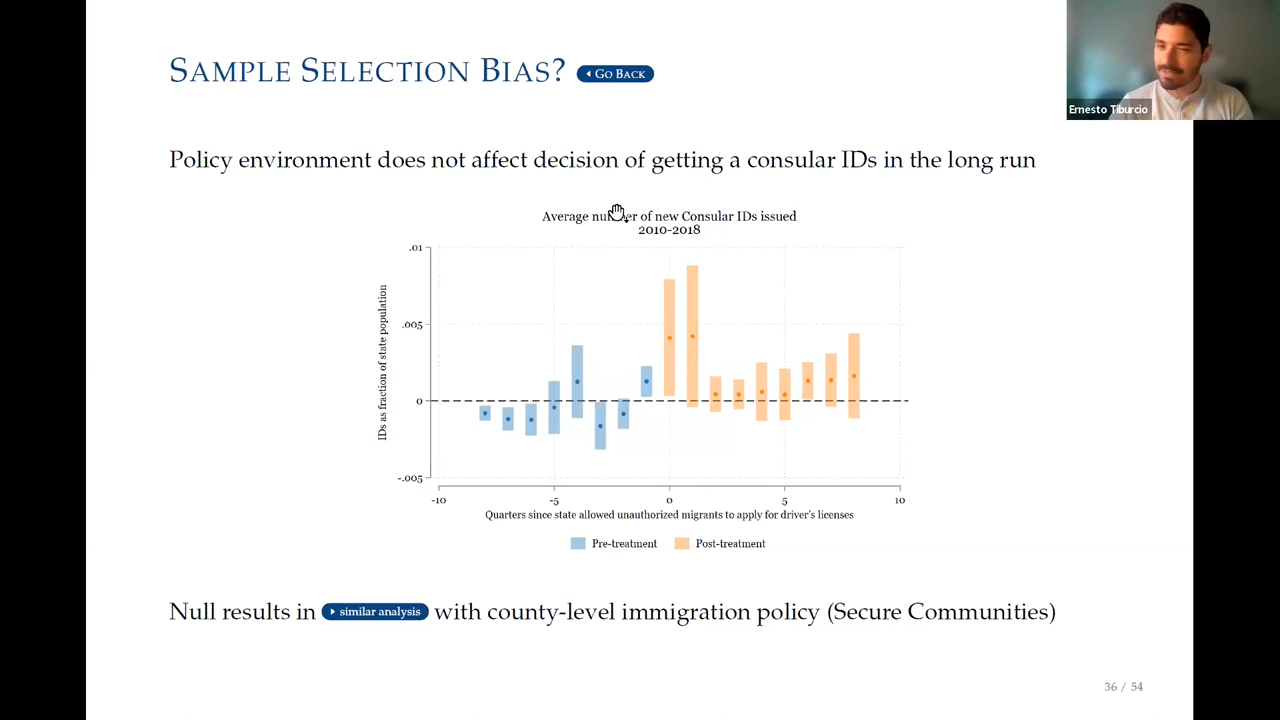 SAMPLE SELECTION BIAS? GO BACK
Ernesto Tiburcio
Policy environment does not affect decision of getting a consular IDs in the long run
Average number of new Consular IDs issued
2010-2018
IDs as fraction of state population
.01
.005
0
-.005
-10 -5 0 5 10
Quarters since state allowed unauthorized migrants to apply for driver's licenses
Pre-treatment Post-treatment
Null results in similar analysis with county-level immigration policy (Secure Communities)
36 / 54